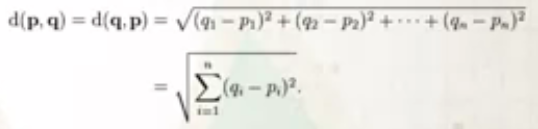 d(p, q) = d(q, p) = √((q₁ − p₁)² + (q₂ − p₂)² + ··· + (qₙ − pₙ)²)
= √(∑ᵢ₌₁ⁿ (qᵢ − pᵢ)²).